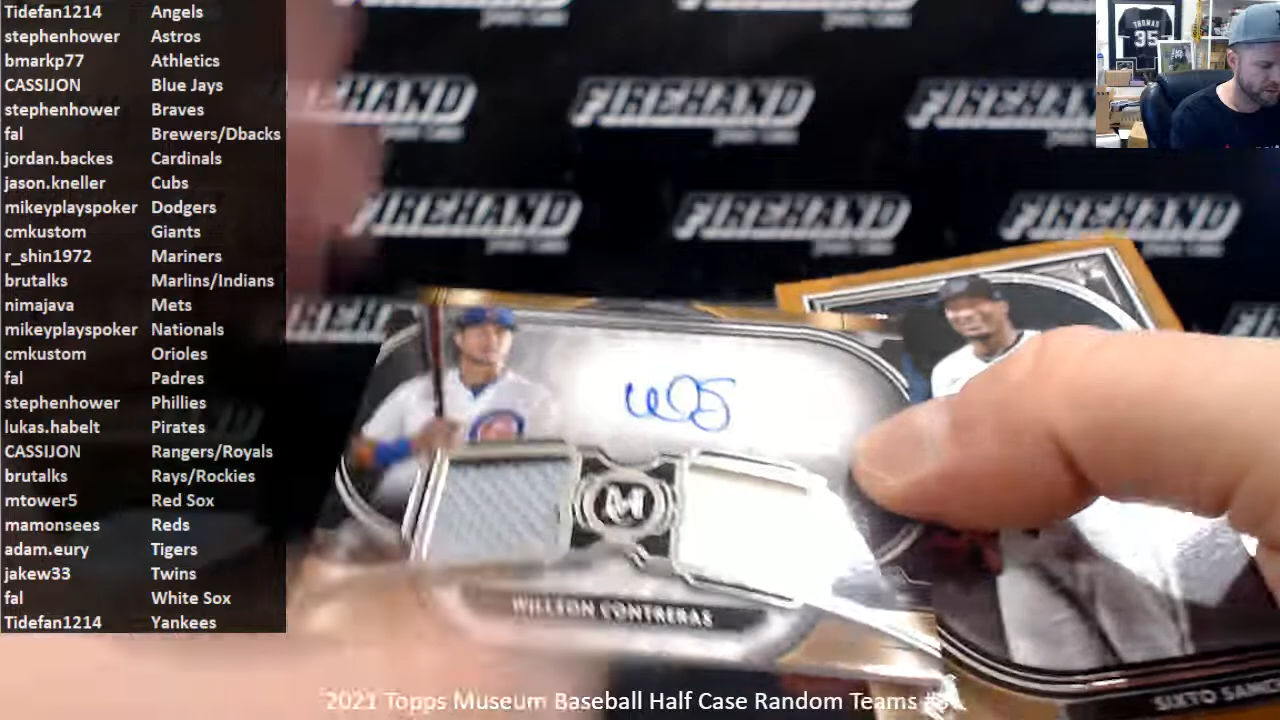 Tidefan1214 Angels
stephenhower Astros
bmarkp77 Athletics
CASSIJON Blue Jays
stephenhower Braves
fal Brewers/Dbacks
jordan.backes Cardinals
jason.kneller Cubs
mikeyplayspoker Dodgers
cmkustom Giants
r_shin1972 Mariners
brutalks Marlins/Indians
nimajava Mets
mikeyplayspoker Nationals
cmkustom Orioles
fal Padres
stephenhower Phillies
lukas.habelt Pirates
CASSIJON Rangers/Royals
brutalks Rays/Rockies
mtower5 Red Sox
mamonsees Reds
adam.eury Tigers
jakew33 Twins
fal White Sox
Tidefan1214 Yankees
THOMAS
35
FIREHAND FIREHAND
FIREHAND FIREHAND FIREHAND
M
WILLSON CONTRERAS
SIXTO
2021 Topps Museum Baseball Half Case Random Teams